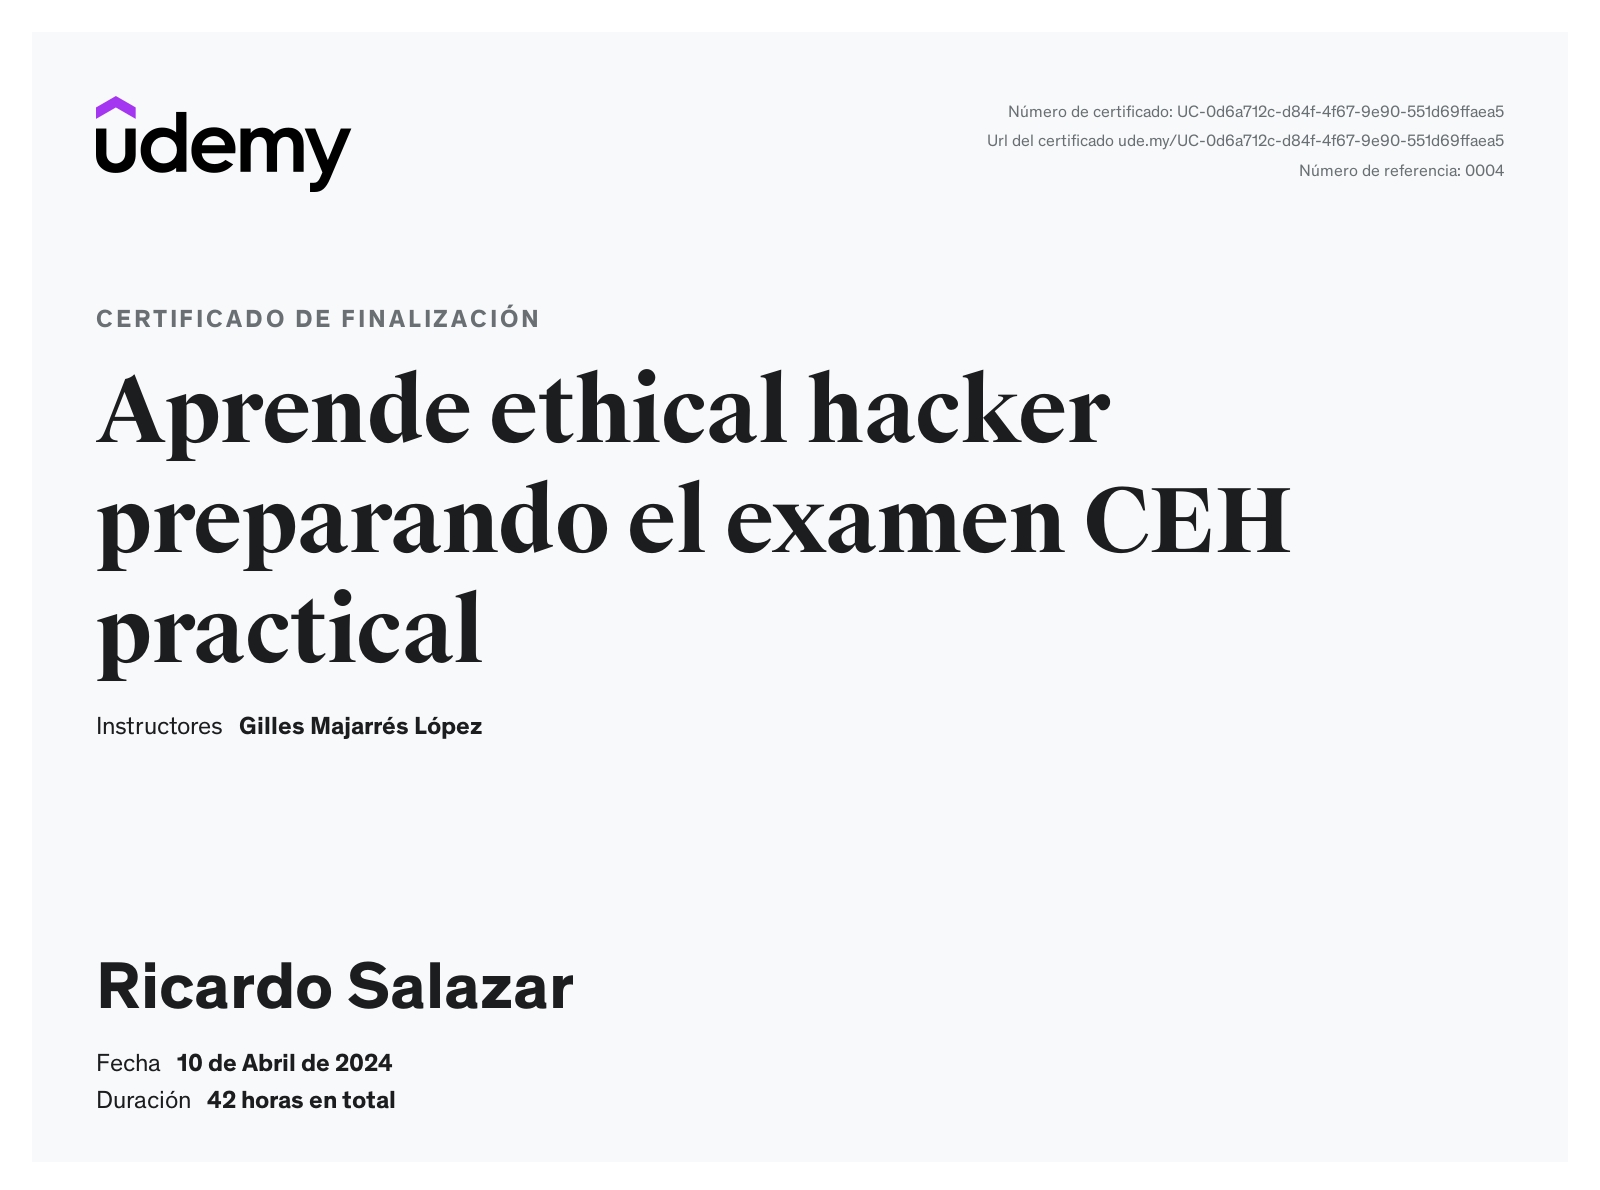 udemy
Número de certificado: UC-0d6a712c-d84f-4f67-9e90-551d69ffaea5
Url del certificado ude.my/UC-0d6a712c-d84f-4f67-9e90-551d69ffaea5
Número de referencia: 0004
CERTIFICADO DE FINALIZACIÓN
Aprende ethical hacker
preparando el examen CEH
practical
Instructores Gilles Majarrés López
Ricardo Salazar
Fecha 10 de Abril de 2024
Duración 42 horas en total